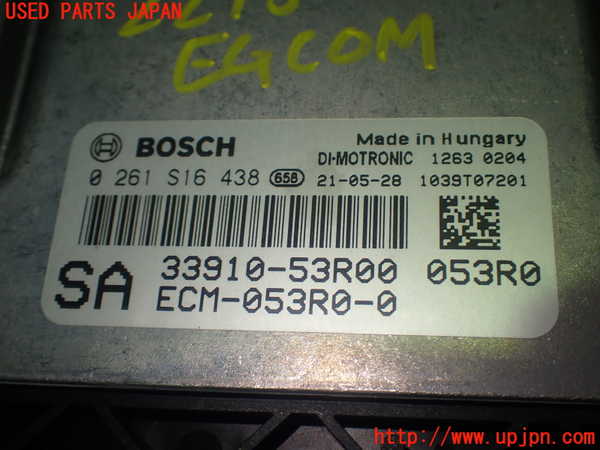 USED PARTS JAPAN
EGCOM
BOSCH
Made in Hungary
DI-MOTRONIC 1263 0204
0 261 S16 438 65B 21-05-28 1039T07201
SA 33910-53R00 053R0
ECM-053R0-0
http://www.upjpn.com/